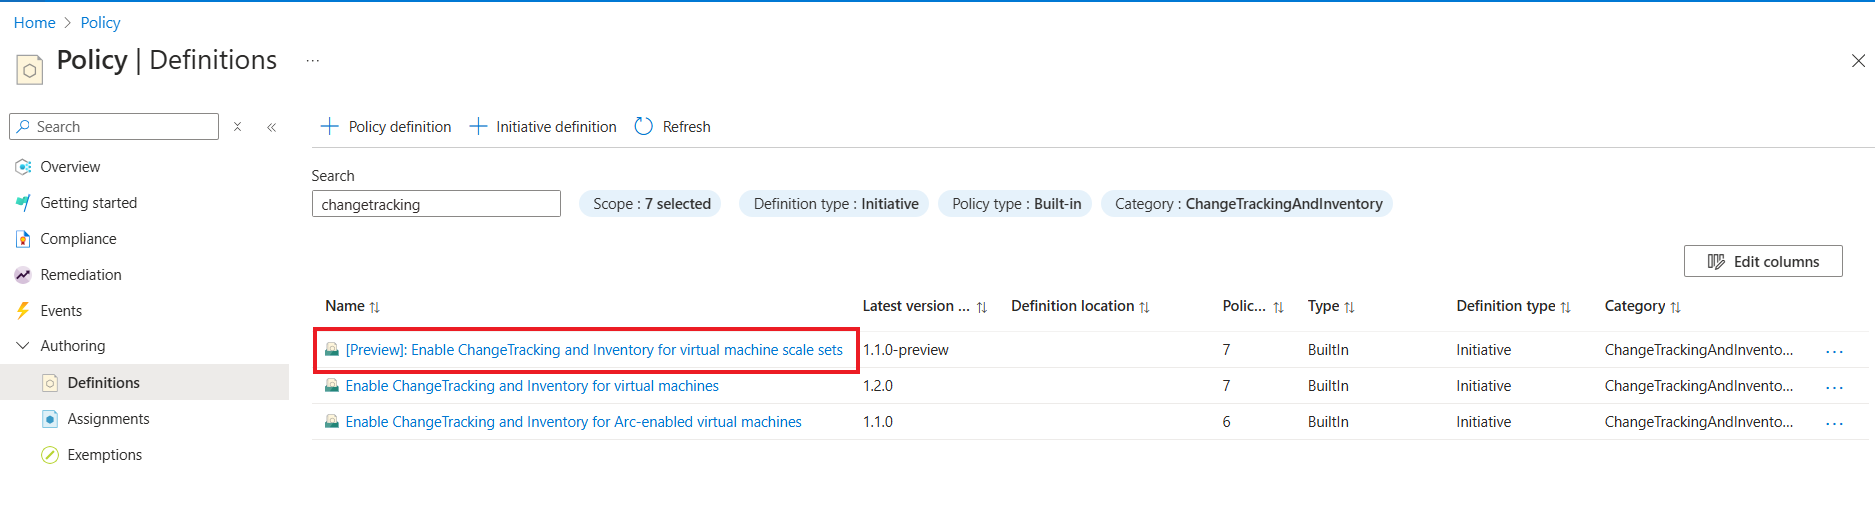 Home > Policy
Policy | Definitions ...
Search
Overview
Getting started
Compliance
Remediation
Events
Authoring
Definitions
Assignments
Exemptions
Policy definition Initiative definition Refresh
Search
changetracking Scope : 7 selected Definition type : Initiative Policy type : Built-in Category : ChangeTrackingAndInventory
Edit columns
Name Latest version ... Definition location Polic... Type Definition type Category
[Preview]: Enable ChangeTracking and Inventory for virtual machine scale sets 1.1.0-preview 7 BuiltIn Initiative ChangeTrackingAndInvento... ...
Enable ChangeTracking and Inventory for virtual machines 1.2.0 7 BuiltIn Initiative ChangeTrackingAndInvento... ...
Enable ChangeTracking and Inventory for Arc-enabled virtual machines 1.1.0 6 BuiltIn Initiative ChangeTrackingAndInvento... ...